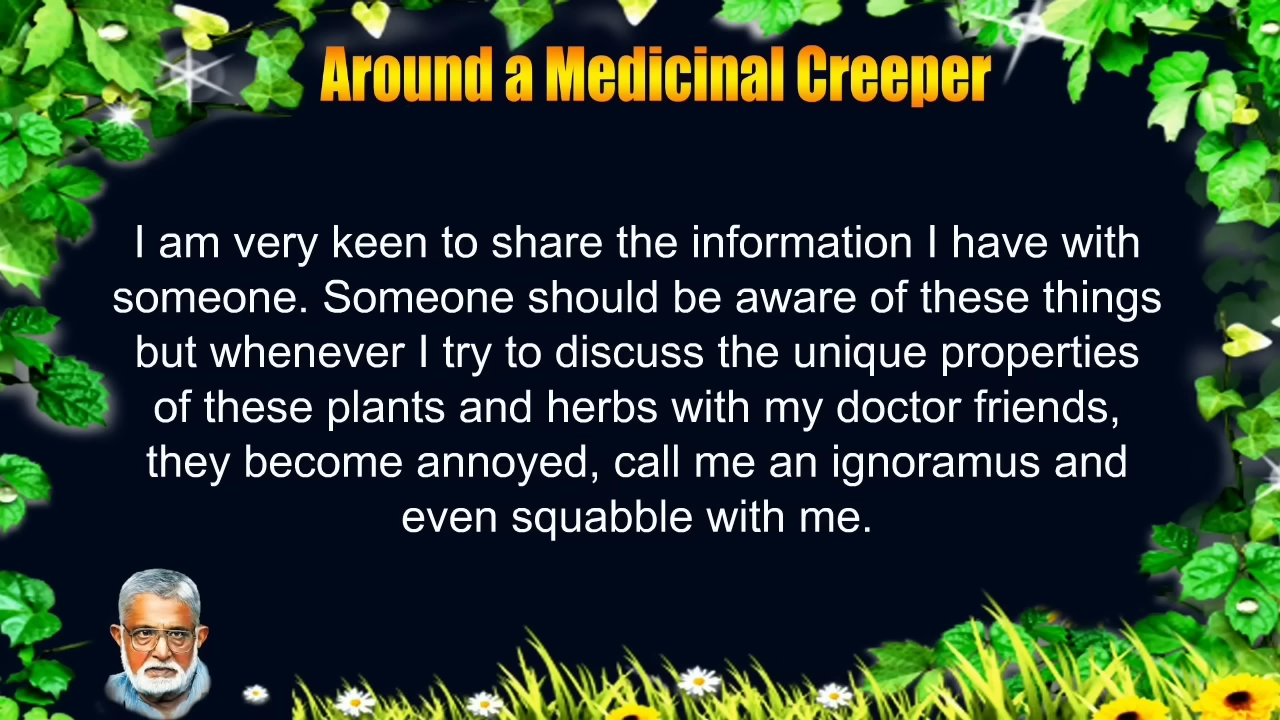 Around a Medicinal Creeper
I am very keen to share the information I have with
someone. Someone should be aware of these things
but whenever I try to discuss the unique properties
of these plants and herbs with my doctor friends,
they become annoyed, call me an ignoramus and
even squabble with me.